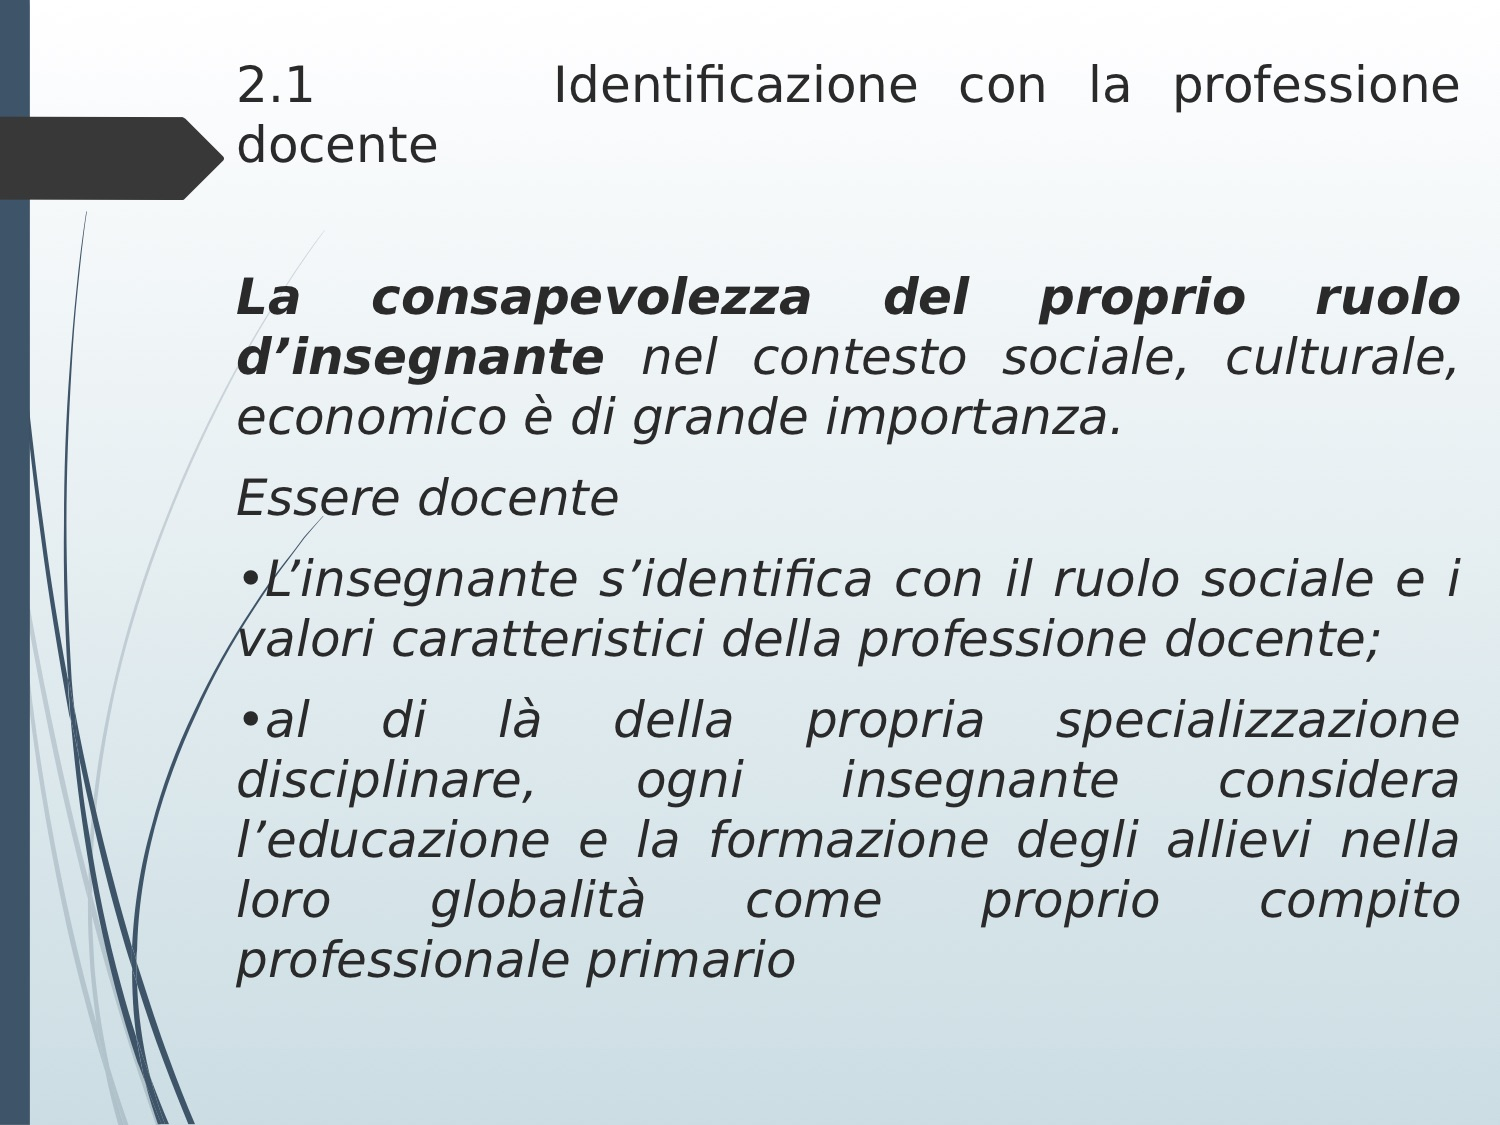 2.1 Identificazione con la professione
docente
La consapevolezza del proprio ruolo
d’insegnante nel contesto sociale, culturale,
economico è di grande importanza.
Essere docente
•L’insegnante s’identifica con il ruolo sociale e i
valori caratteristici della professione docente;
•al di là della propria specializzazione
disciplinare, ogni insegnante considera
l’educazione e la formazione degli allievi nella
loro globalità come proprio compito
professionale primario